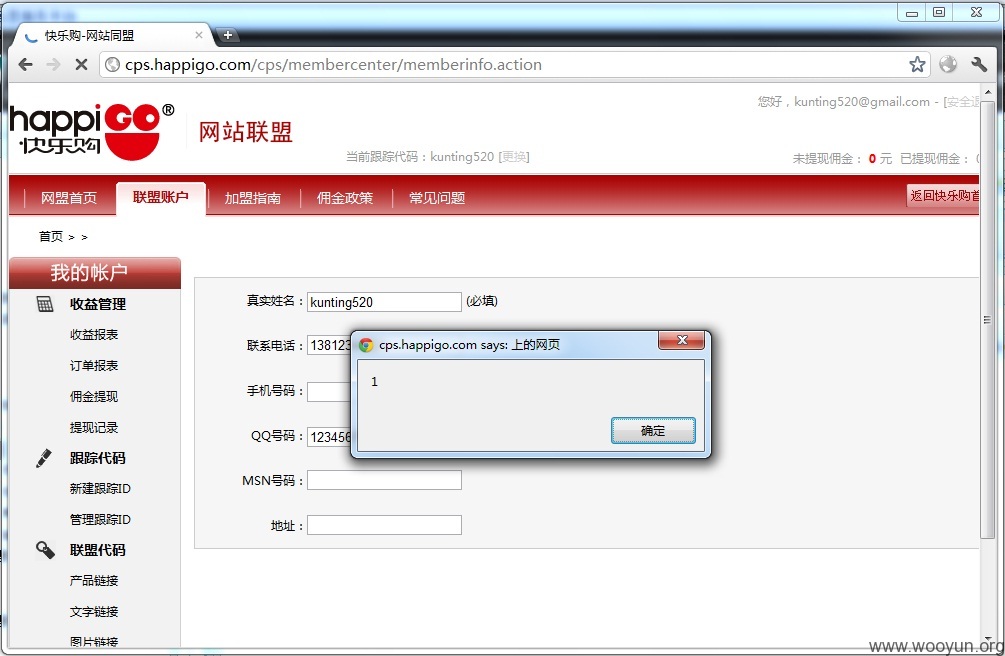 快乐购-网站同盟
cps.happigo.com/cps/membercenter/memberinfo.action
happiGO®
快乐购
网站联盟
您好，kunting520@gmail.com - [安全退
当前跟踪代码：kunting520 [更换]
未提现佣金： 0 元 已提现佣金：
网盟首页
联盟账户
加盟指南
佣金政策
常见问题
返回快乐购首
首页 > >
我的帐户
收益管理
收益报表
订单报表
佣金提现
提现记录
跟踪代码
新建跟踪ID
管理跟踪ID
联盟代码
产品链接
文字链接
图片链接
真实姓名：kunting520 (必填)
联系电话：138123
手机号码：
QQ号码：123456
MSN号码：
地址：
cps.happigo.com says: 上的网页
1
确定
www.wooyun.org